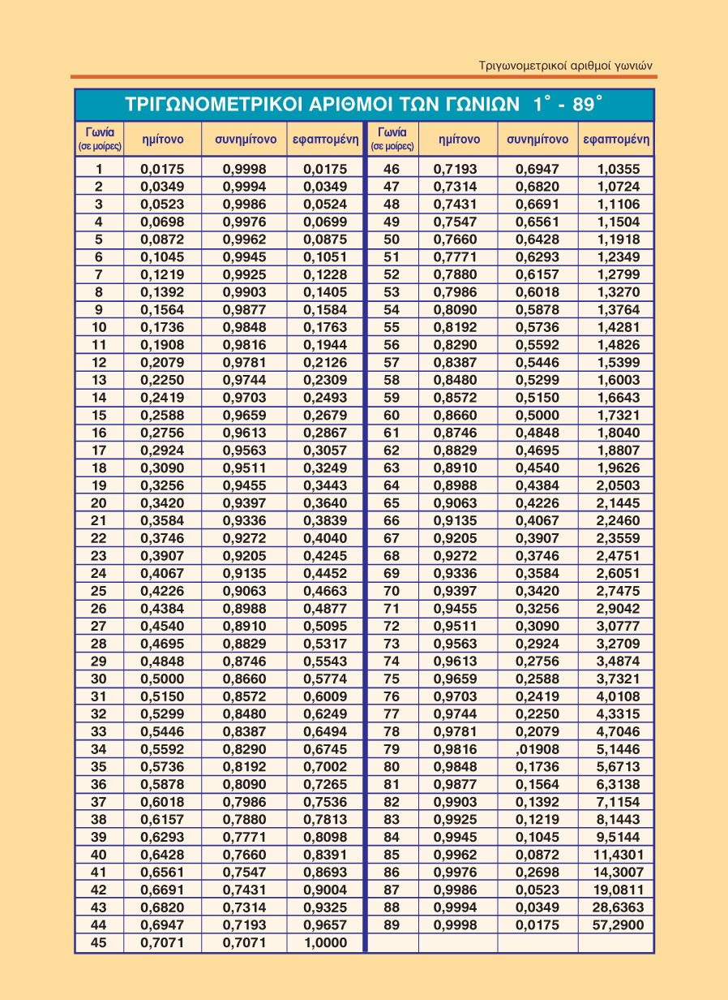 Τριγωνομετρικοί αριθμοί γωνιών
ΤΡΙΓΩΝΟΜΕΤΡΙΚΟΙ ΑΡΙΘΜΟΙ ΤΩΝ ΓΩΝΙΩΝ 1° - 89°
Γωνία (σε μοίρες) ημίτονο συνημίτονο εφαπτομένη Γωνία (σε μοίρες) ημίτονο συνημίτονο εφαπτομένη
1 0,0175 0,9998 0,0175 46 0,7193 0,6947 1,0355
2 0,0349 0,9994 0,0349 47 0,7314 0,6820 1,0724
3 0,0523 0,9986 0,0524 48 0,7431 0,6691 1,1106
4 0,0698 0,9976 0,0699 49 0,7547 0,6561 1,1504
5 0,0872 0,9962 0,0875 50 0,7660 0,6428 1,1918
6 0,1045 0,9945 0,1051 51 0,7771 0,6293 1,2349
7 0,1219 0,9925 0,1228 52 0,7880 0,6157 1,2799
8 0,1392 0,9903 0,1405 53 0,7986 0,6018 1,3270
9 0,1564 0,9877 0,1584 54 0,8090 0,5878 1,3764
10 0,1736 0,9848 0,1763 55 0,8192 0,5736 1,4281
11 0,1908 0,9816 0,1944 56 0,8290 0,5592 1,4826
12 0,2079 0,9781 0,2126 57 0,8387 0,5446 1,5399
13 0,2250 0,9744 0,2309 58 0,8480 0,5299 1,6003
14 0,2419 0,9703 0,2493 59 0,8572 0,5150 1,6643
15 0,2588 0,9659 0,2679 60 0,8660 0,5000 1,7321
16 0,2756 0,9613 0,2867 61 0,8746 0,4848 1,8040
17 0,2924 0,9563 0,3057 62 0,8829 0,4695 1,8807
18 0,3090 0,9511 0,3249 63 0,8910 0,4540 1,9626
19 0,3256 0,9455 0,3443 64 0,8988 0,4384 2,0503
20 0,3420 0,9397 0,3640 65 0,9063 0,4226 2,1445
21 0,3584 0,9336 0,3839 66 0,9135 0,4067 2,2460
22 0,3746 0,9272 0,4040 67 0,9205 0,3907 2,3559
23 0,3907 0,9205 0,4245 68 0,9272 0,3746 2,4751
24 0,4067 0,9135 0,4452 69 0,9336 0,3584 2,6051
25 0,4226 0,9063 0,4663 70 0,9397 0,3420 2,7475
26 0,4384 0,8988 0,4877 71 0,9455 0,3256 2,9042
27 0,4540 0,8910 0,5095 72 0,9511 0,3090 3,0777
28 0,4695 0,8829 0,5317 73 0,9563 0,2924 3,2709
29 0,4848 0,8746 0,5543 74 0,9613 0,2756 3,4874
30 0,5000 0,8660 0,5774 75 0,9659 0,2588 3,7321
31 0,5150 0,8572 0,6009 76 0,9703 0,2419 4,0108
32 0,5299 0,8480 0,6249 77 0,9744 0,2250 4,3315
33 0,5446 0,8387 0,6494 78 0,9781 0,2079 4,7046
34 0,5592 0,8290 0,6745 79 0,9816 ,01908 5,1446
35 0,5736 0,8192 0,7002 80 0,9848 0,1736 5,6713
36 0,5878 0,8090 0,7265 81 0,9877 0,1564 6,3138
37 0,6018 0,7986 0,7536 82 0,9903 0,1392 7,1154
38 0,6157 0,7880 0,7813 83 0,9925 0,1219 8,1443
39 0,6293 0,7771 0,8098 84 0,9945 0,1045 9,5144
40 0,6428 0,7660 0,8391 85 0,9962 0,0872 11,4301
41 0,6561 0,7547 0,8693 86 0,9976 0,2698 14,3007
42 0,6691 0,7431 0,9004 87 0,9986 0,0523 19,0811
43 0,6820 0,7314 0,9325 88 0,9994 0,0349 28,6363
44 0,6947 0,7193 0,9657 89 0,9998 0,0175 57,2900
45 0,7071 0,7071 1,0000